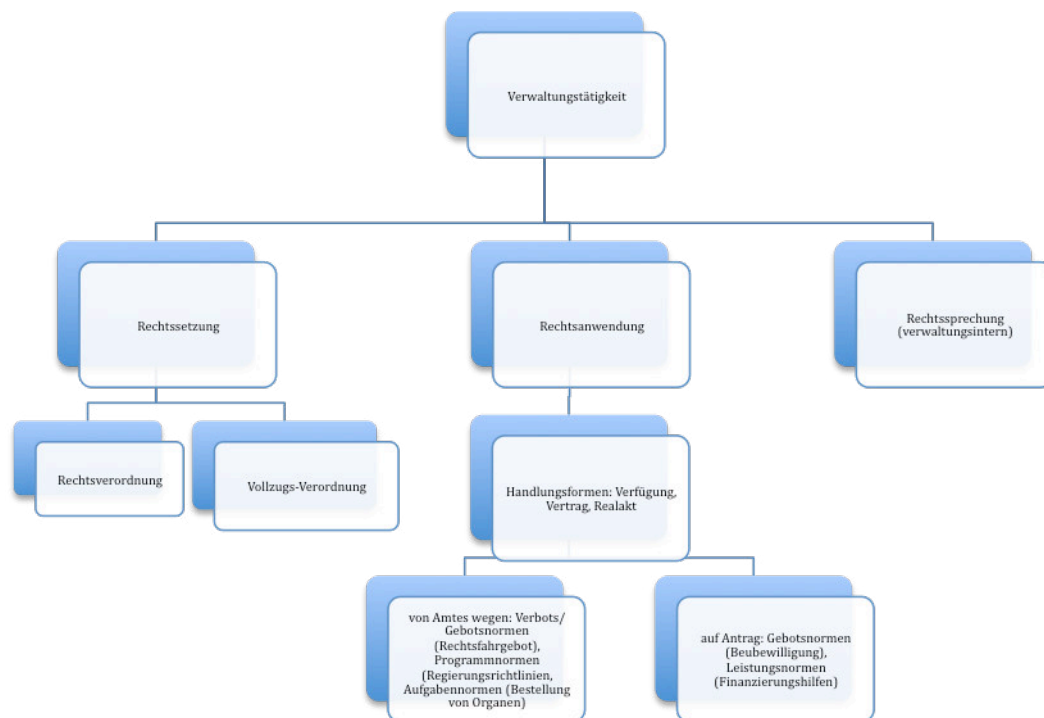 Verwaltungstätigkeit
Rechtssetzung
Rechtsanwendung
Rechtssprechung
(verwaltungsintern)
Rechtsverordnung
Vollzugs-Verordnung
Handlungsformen: Verfügung,
Vertrag, Realakt
von Amtes wegen: Verbots/
Gebotsnormen
(Rechtsfahrgebot),
Programmnormen
(Regierungsrichtlinien,
Aufgabennormen (Bestellung
von Organen)
auf Antrag: Gebotsnormen
(Beubewilligung),
Leistungsnormen
(Finanzierungshilfen)